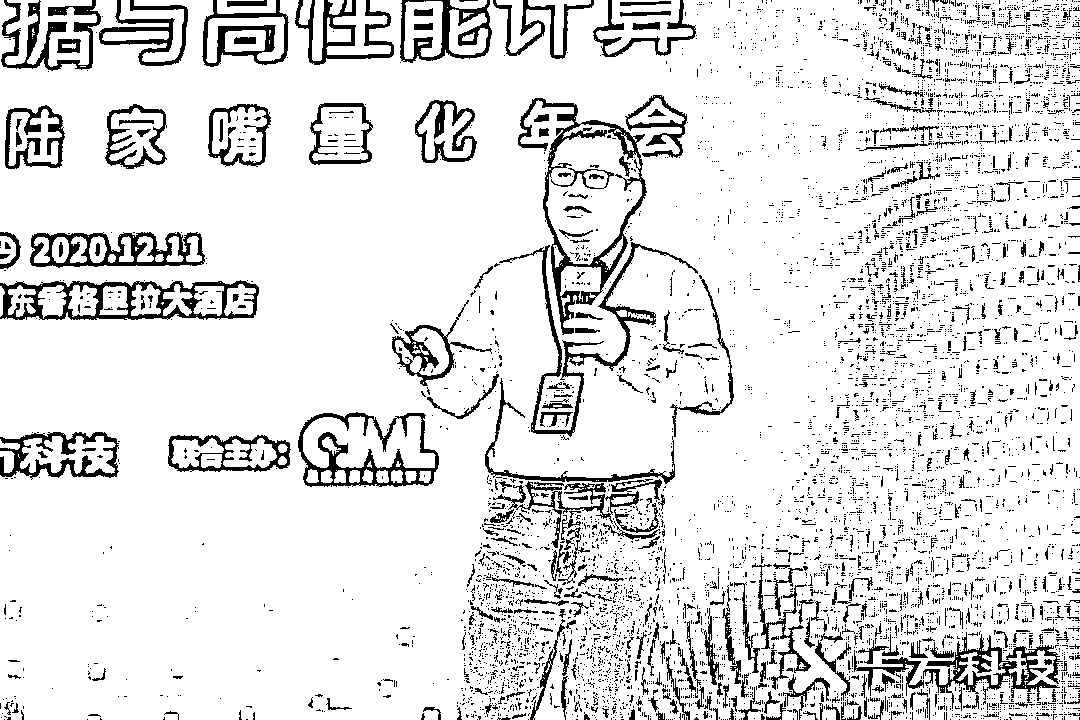 据与高性能计算
陆家嘴量化年会
2020.12.11
东香格里拉大酒店
方科技 联合主办:
卡方科技